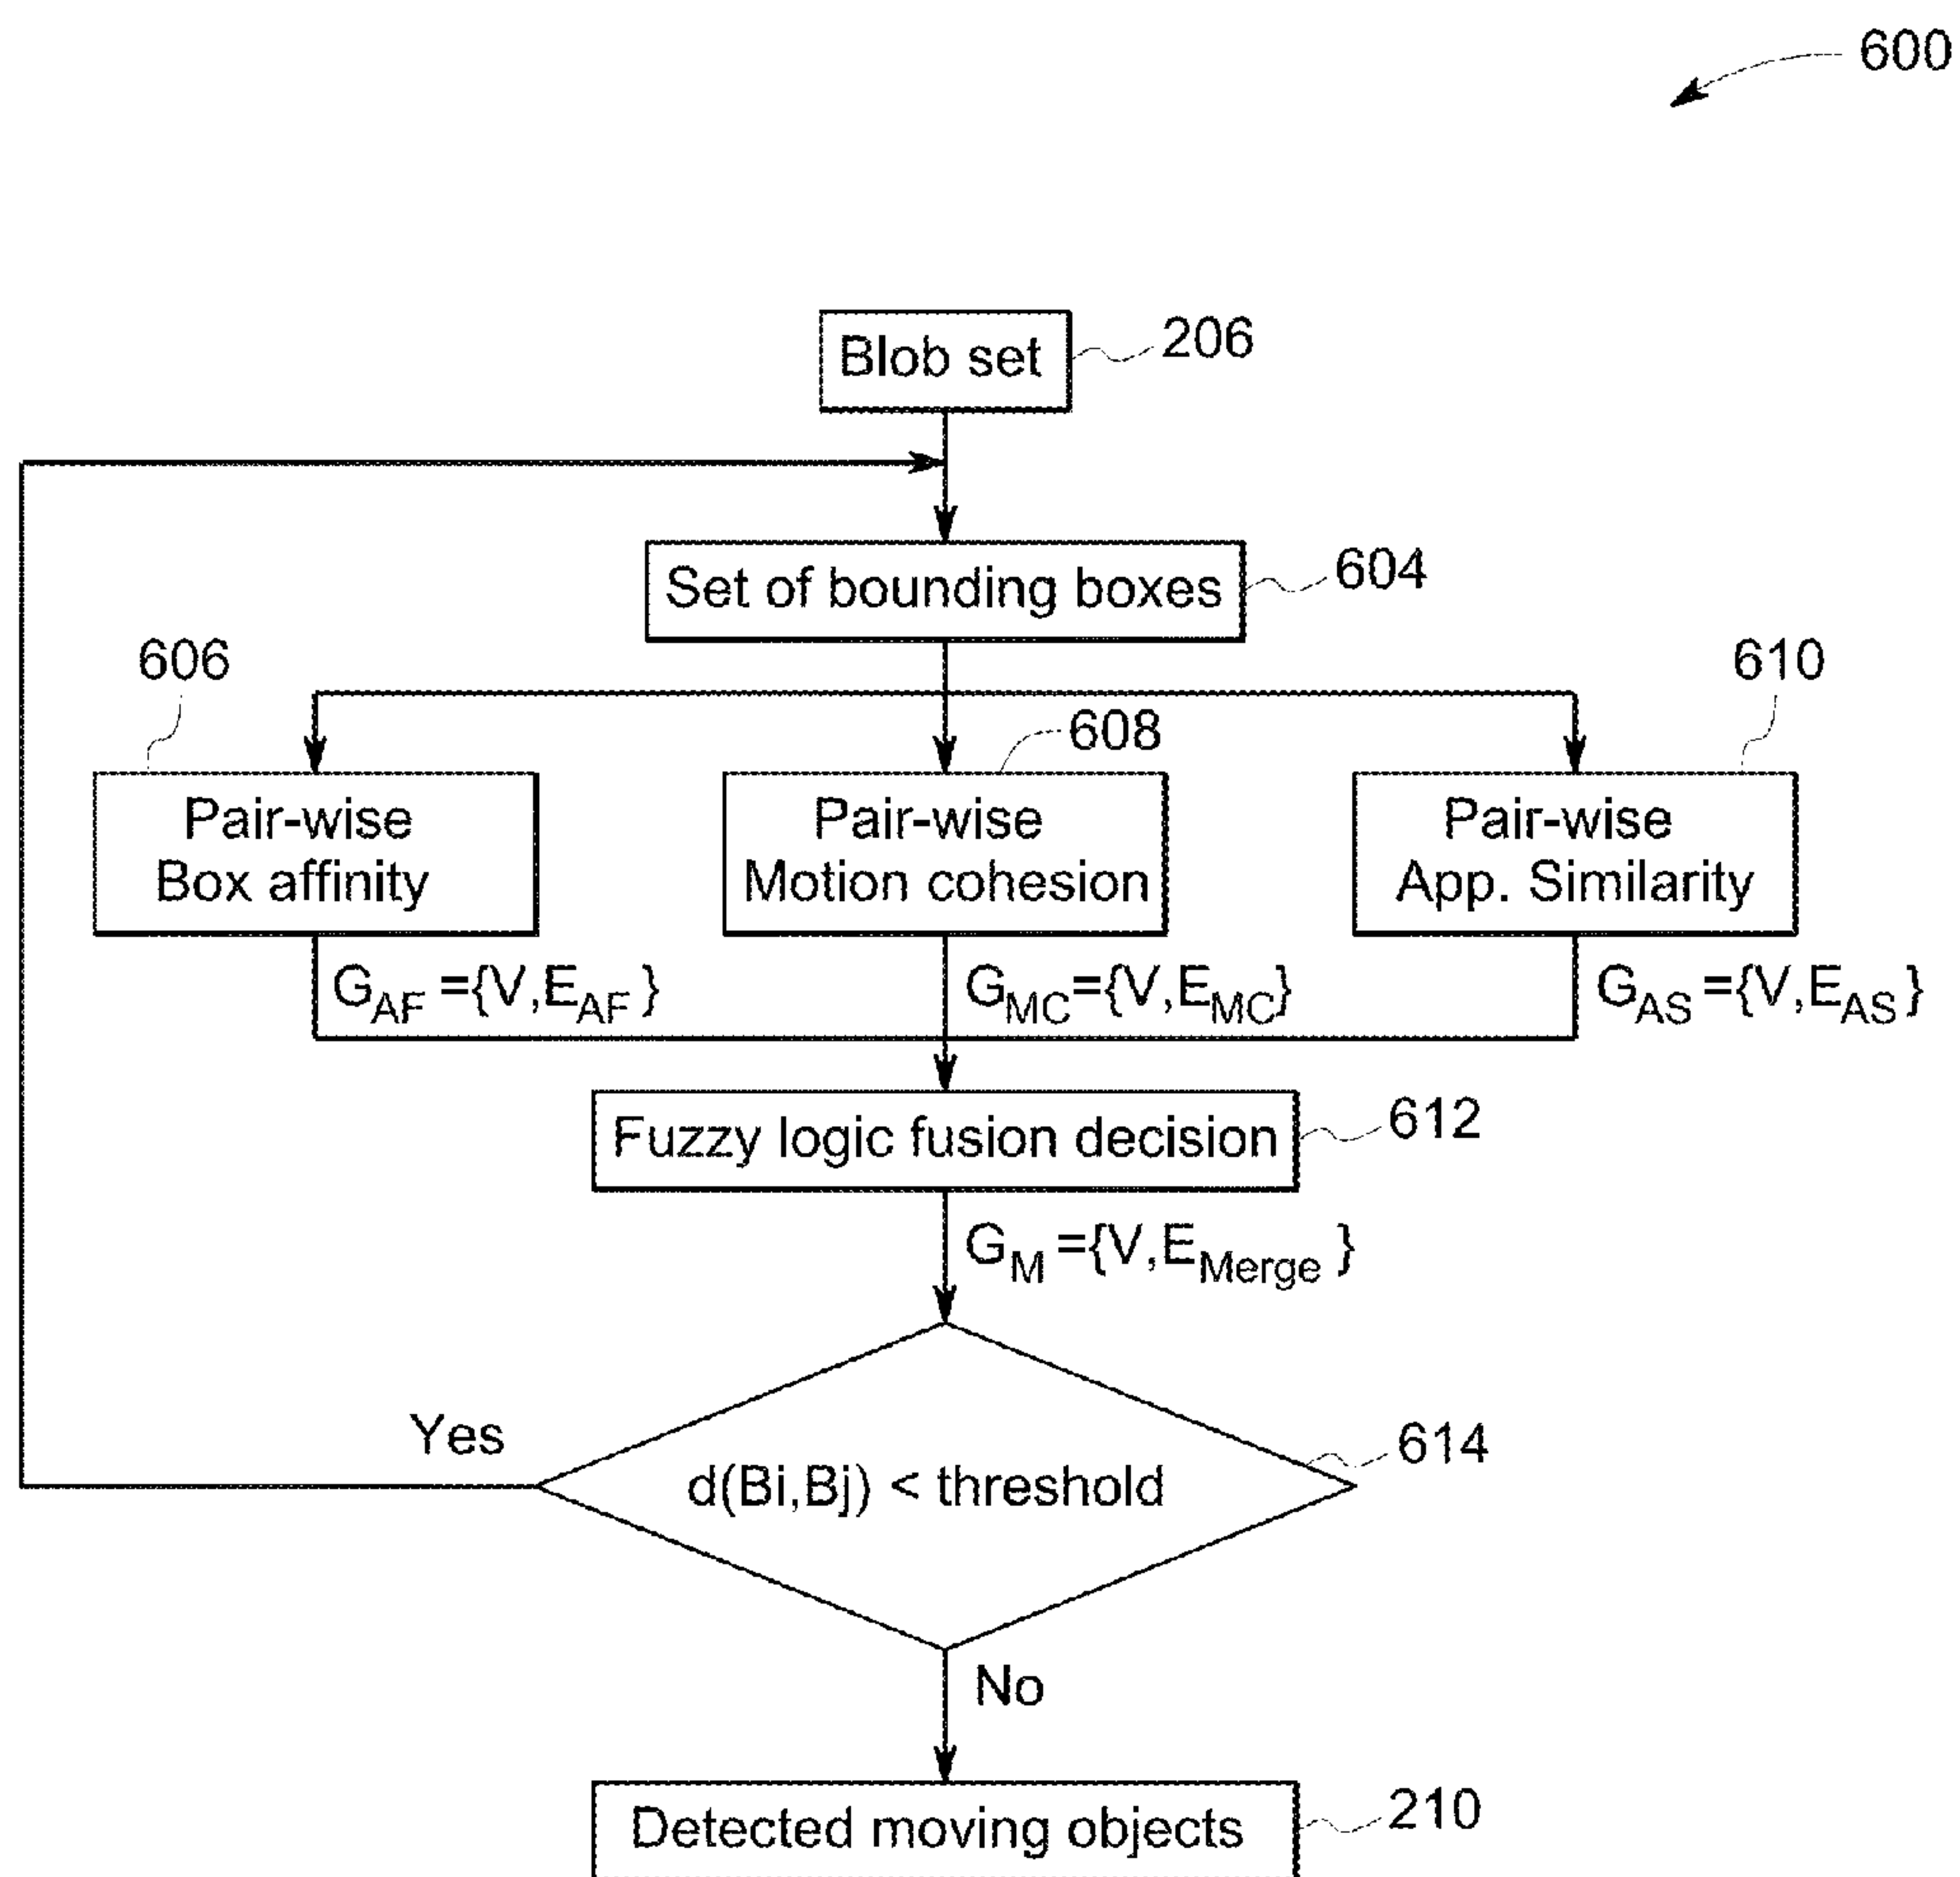 600
Blob set
206
Set of bounding boxes
604
606
608
610
Pair-wise
Box affinity
Pair-wise
Motion cohesion
Pair-wise
App. Similarity
G_AF ={V,E_AF }
G_MC={V,E_MC}
G_AS ={V,E_AS}
Fuzzy logic fusion decision
612
G_M ={V,E_Merge }
Yes
d(Bi,Bj) < threshold
614
No
Detected moving objects
210